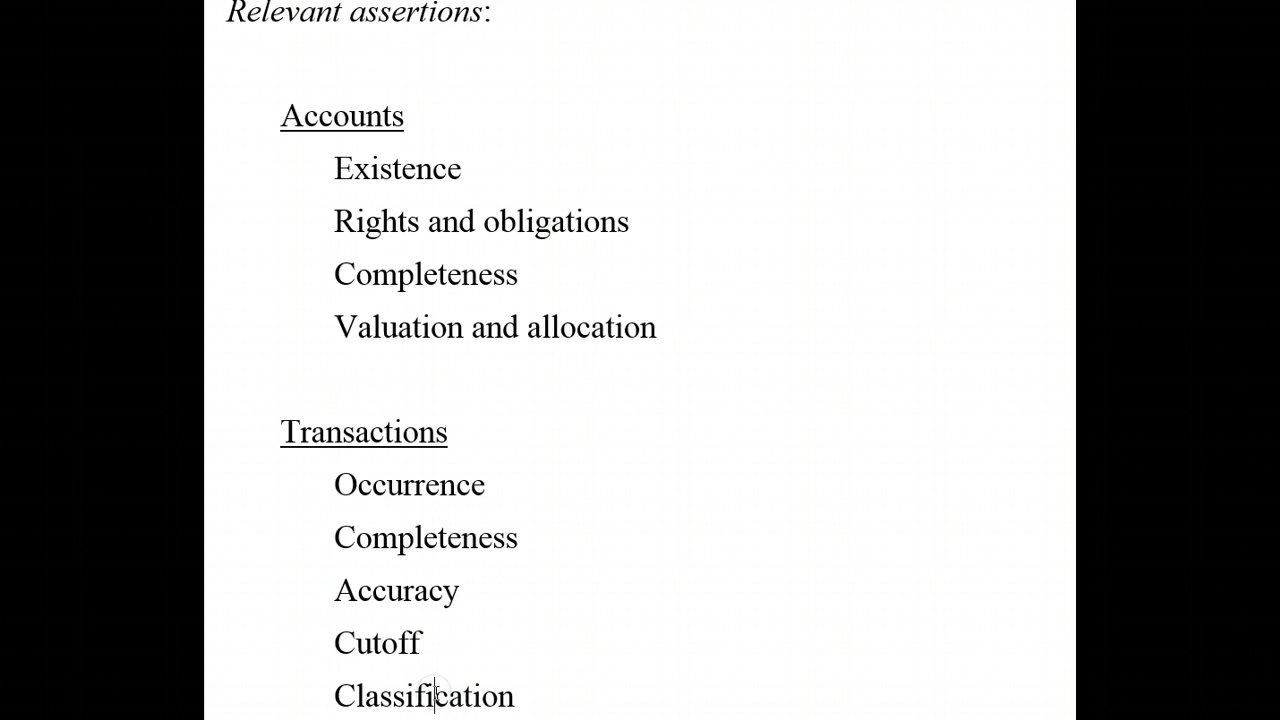 Relevant assertions:
Accounts
Existence
Rights and obligations
Completeness
Valuation and allocation
Transactions
Occurrence
Completeness
Accuracy
Cutoff
Classification